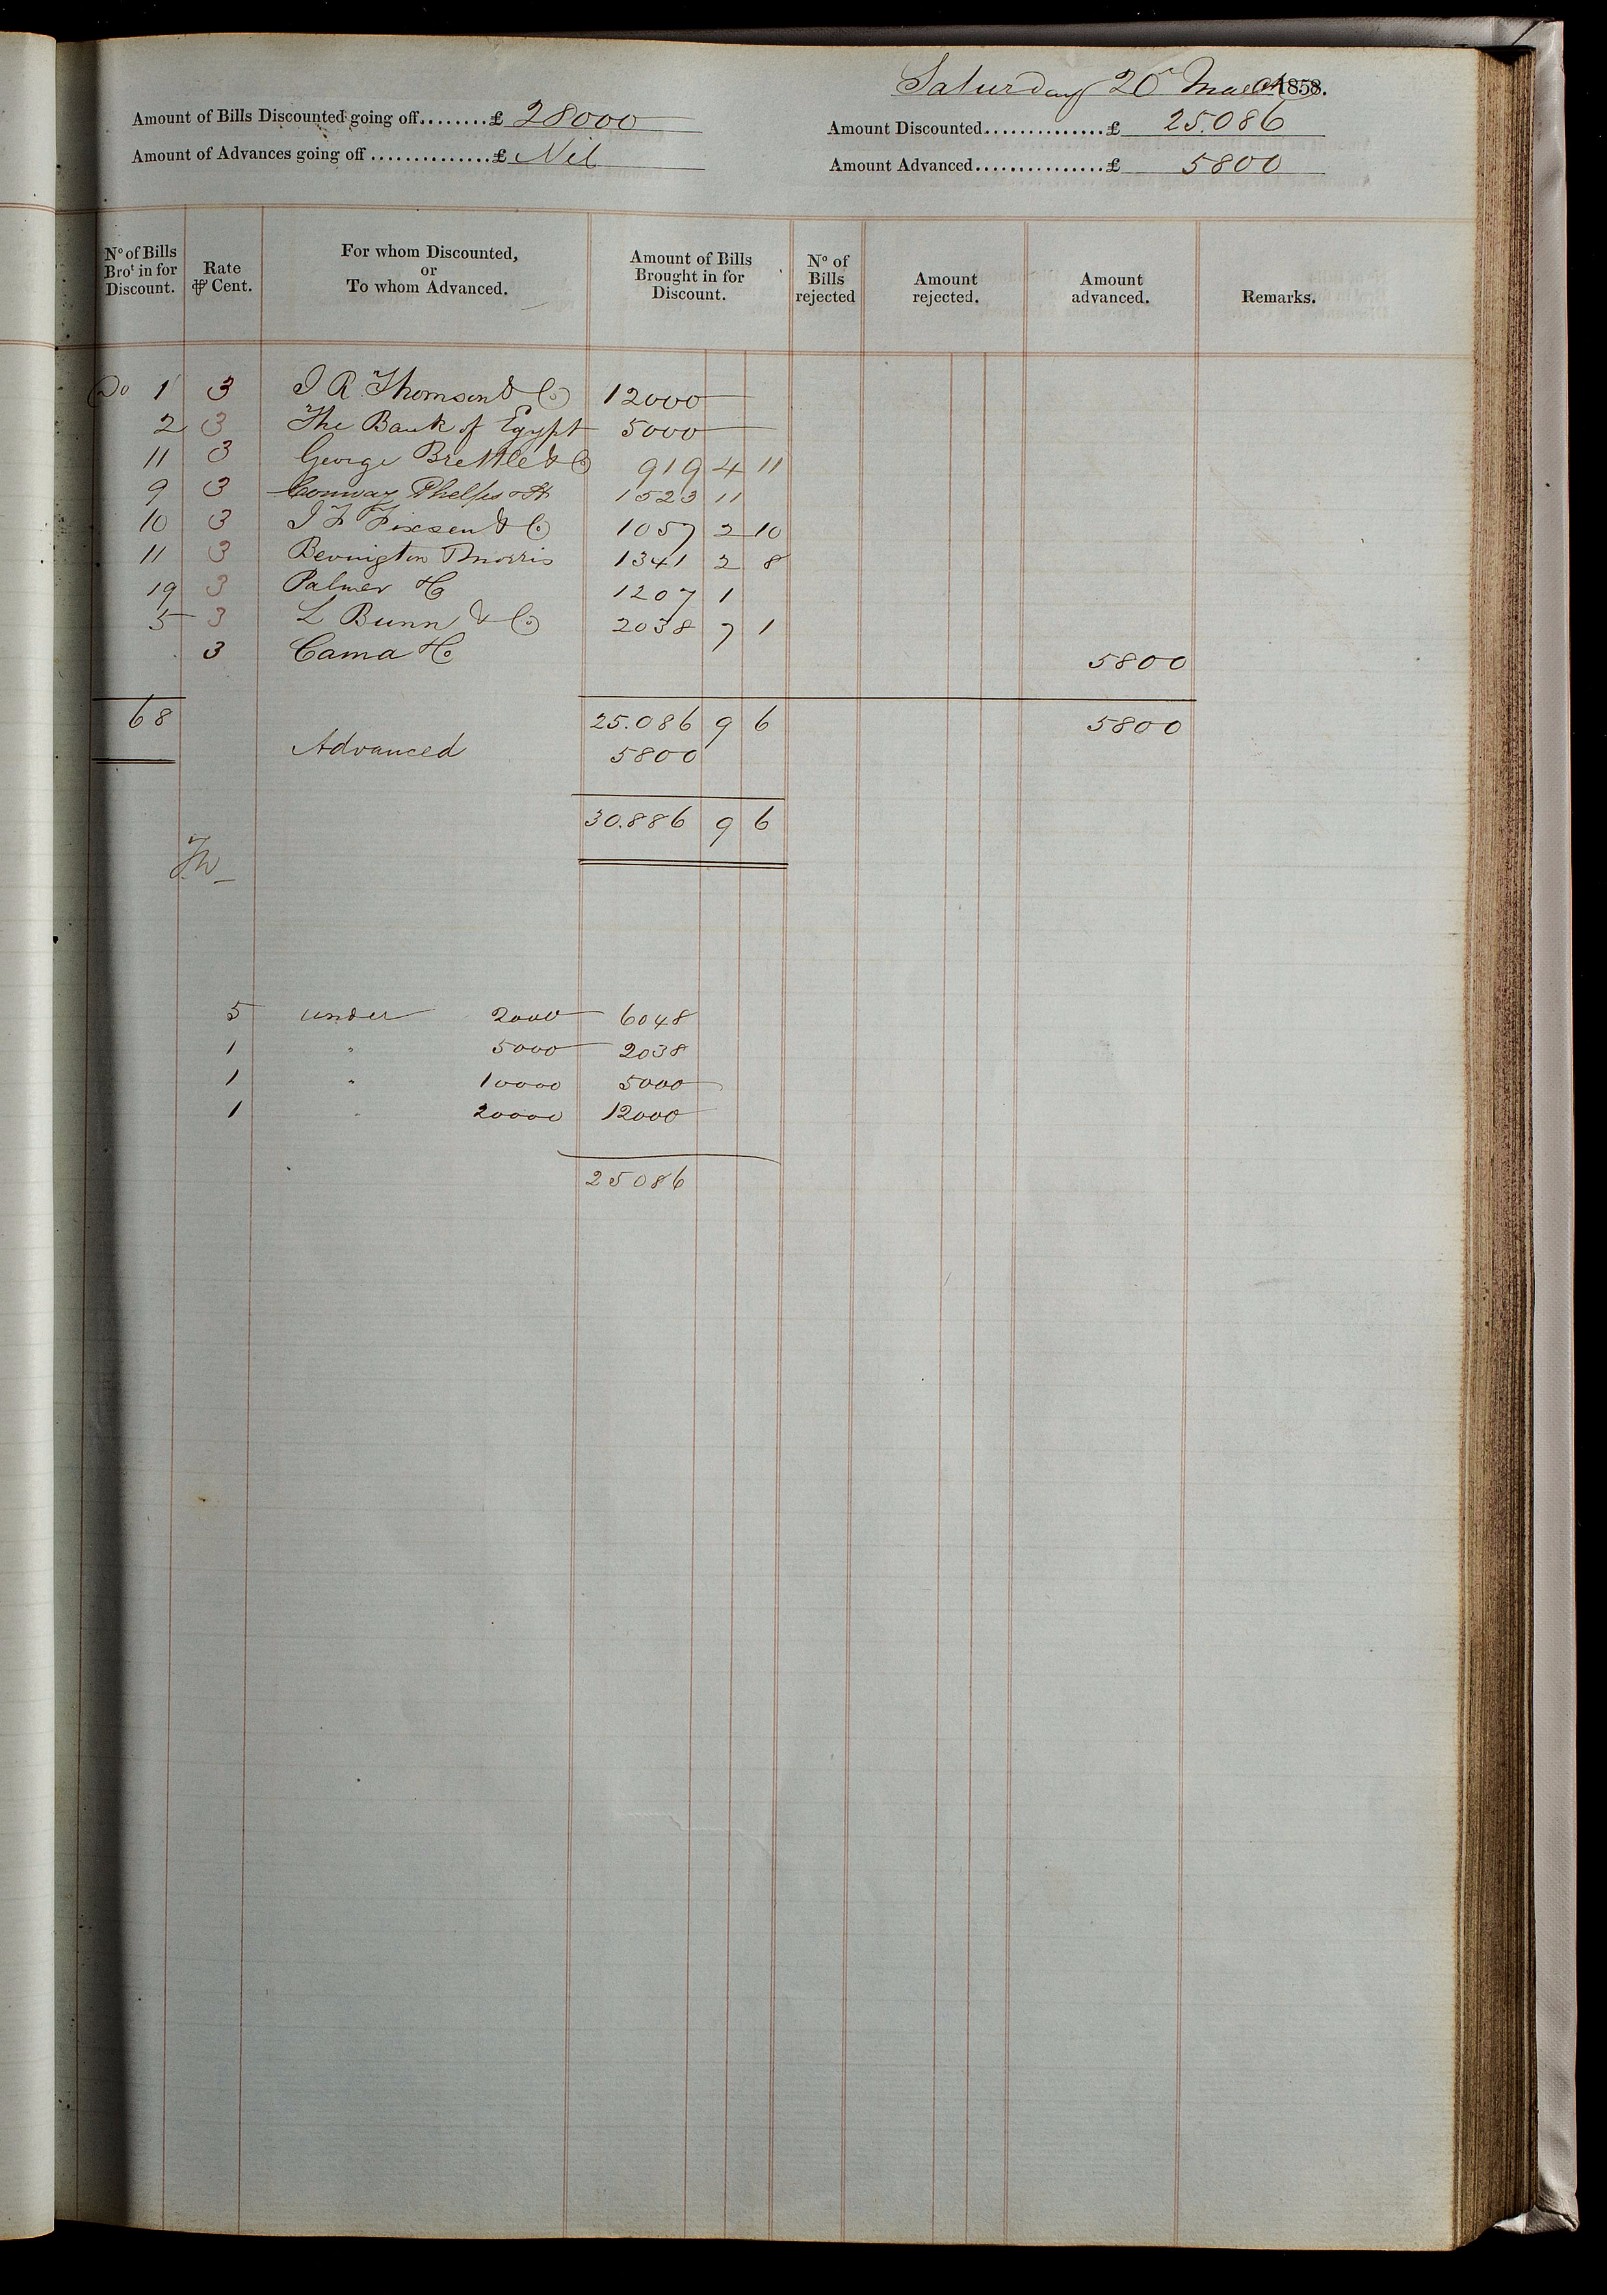 Saturday 20 March 1858.
Amount of Bills Discounted going off........£ 28000
Amount Discounted..............£ 25.086
Amount of Advances going off..............£ Nil
Amount Advanced...............£ 5800
No of Bills Brot in for Discount.
Rate ⅌ Cent.
For whom Discounted, or To whom Advanced.
Amount of Bills Brought in for Discount.
No of Bills rejected
Amount rejected.
Amount advanced.
Remarks.
Do 1 3 J R Thomson & Co 12000
2 3 The Bank of Egypt 5000
11 3 George Brettle & Co 919 4 11
9 3 Conway Phelps 1523 11
10 3 J F Fixsen & Co 1057 2 10
11 3 Bevington Morris 1341 2 8
19 3 Palmer & Co 1207 1
5 3 L Bunn & Co 2038 7 1
3 Cama & Co 5800
68 25.086 9 6 5800
Advanced 5800
30.886 9 6
5 under 2000 6048
1 " 5000 2038
1 " 10000 5000
1 " 20000 12000
25086